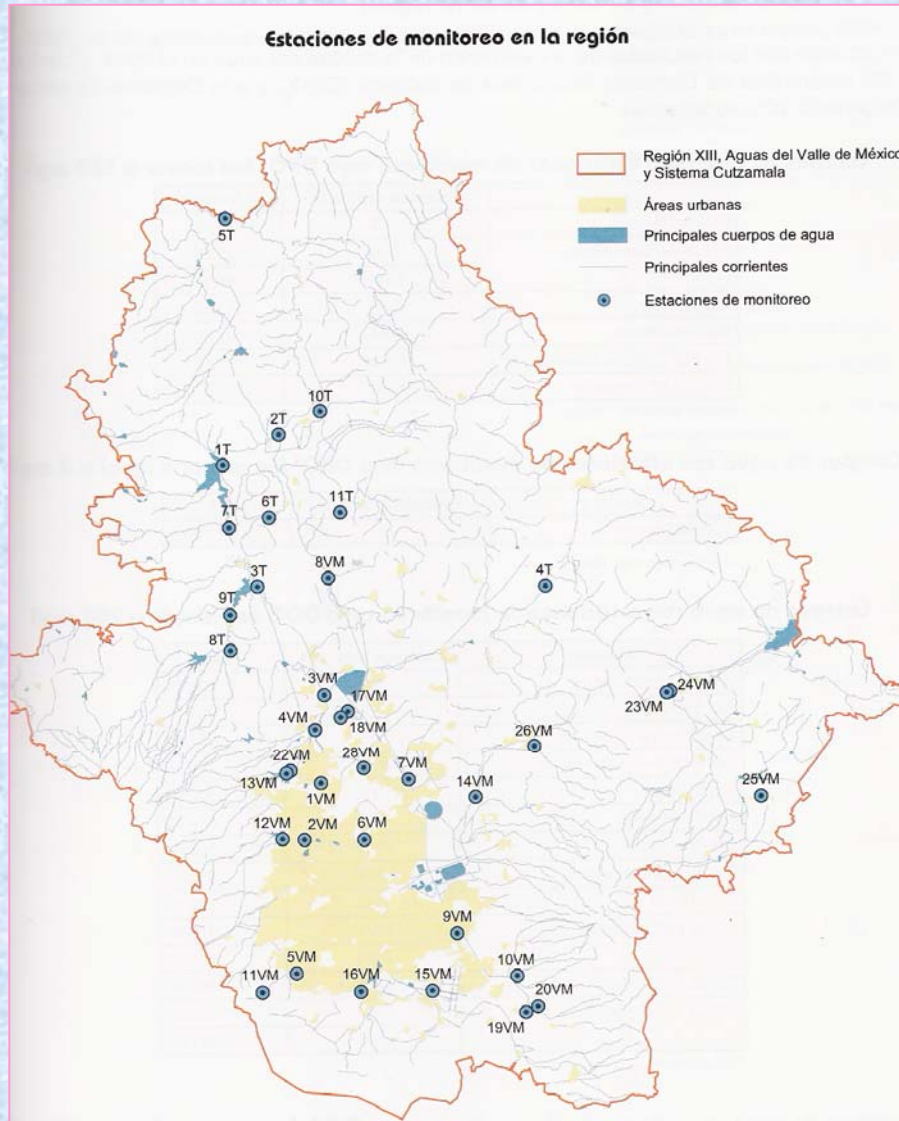 Estaciones de monitoreo en la región
Región XIII, Aguas del Valle de México
y Sistema Cutzamala
Áreas urbanas
Principales cuerpos de agua
Principales corrientes
Estaciones de monitoreo
5T
10T
2T
1T
6T
11T
7T
8VM
3T
4T
9T
8T
3VM
17VM
24VM
23VM
4VM
18VM
26VM
22VM
28VM
7VM
13VM
1VM
14VM
25VM
12VM
2VM
6VM
9VM
5VM
10VM
11VM
16VM
15VM
20VM
19VM